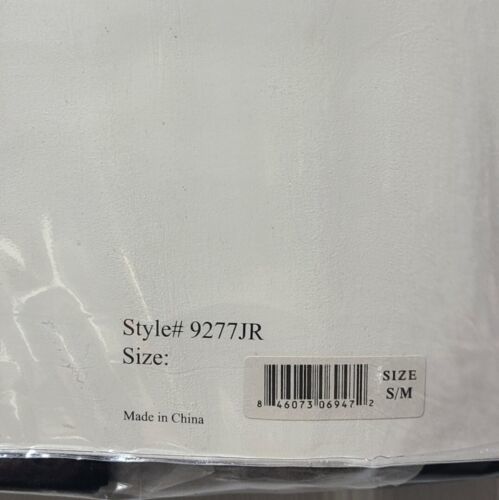 Style# 9277JR
Size:
SIZE
S/M
8 46073 06947 2
Made in China